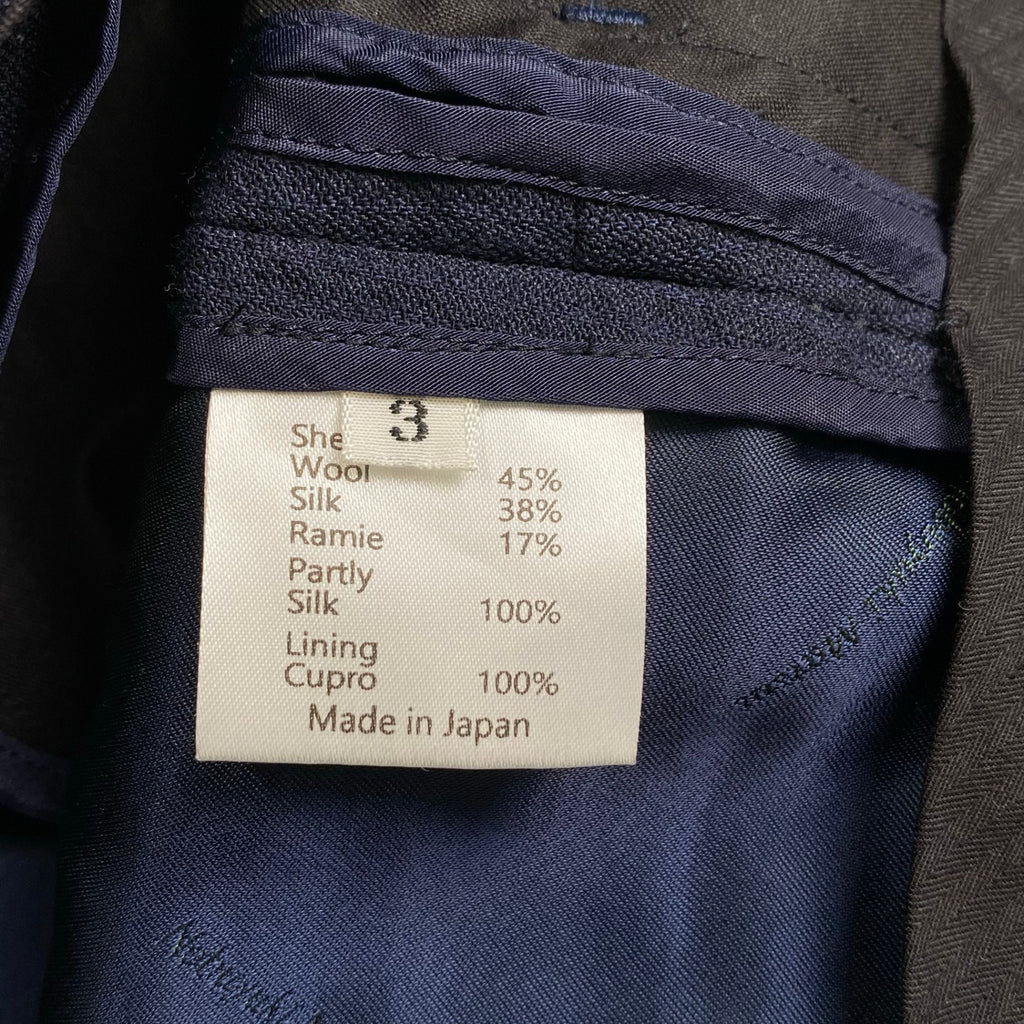 3
She
Wool 45%
Silk 38%
Ramie 17%
Partly
Silk 100%
Lining
Cupro 100%
Made in Japan